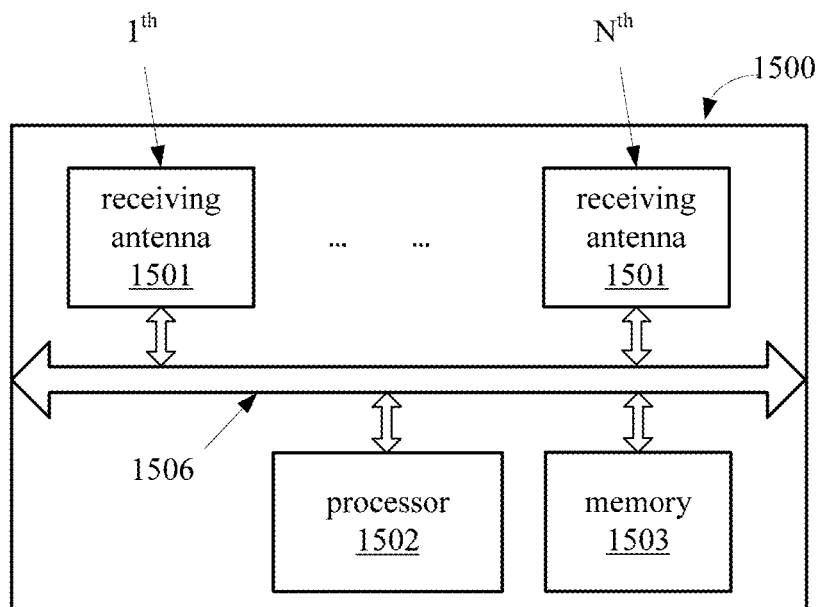 1th
Nth
1500
receiving
antenna
1501
... ...
receiving
antenna
1501
1506
processor
1502
memory
1503